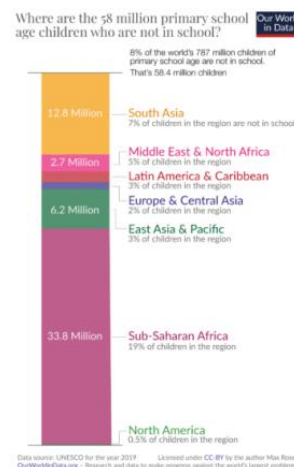 Where are the 58 million primary school
age children who are not in school?
Our World
in Data
8% of the world's 787 million children of
primary school age are not in school.
That's 58.4 million children
12.8 Million
South Asia
7% of children in the region are not in school
2.7 Million
Middle East & North Africa
5% of children in the region
Latin America & Caribbean
3% of children in the region
Europe & Central Asia
2% of children in the region
6.2 Million
East Asia & Pacific
3% of children in the region
33.8 Million
Sub-Saharan Africa
19% of children in the region
North America
0.5% of children in the region
Data source: UNESCO for the year 2019
Licensed under CC-BY by the author Max Rose
OurWorldinData.org – Research and data to make progress against the world's largest problems.